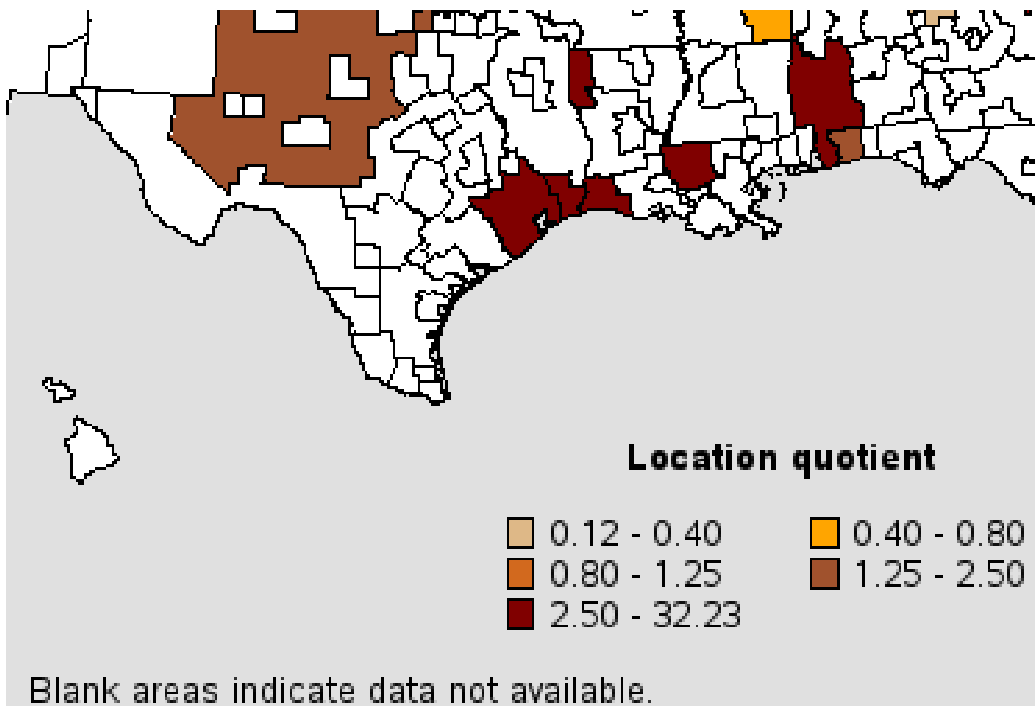 Location quotient
0.12 - 0.40 0.40 - 0.80
0.80 - 1.25 1.25 - 2.50
2.50 - 32.23
Blank areas indicate data not available.